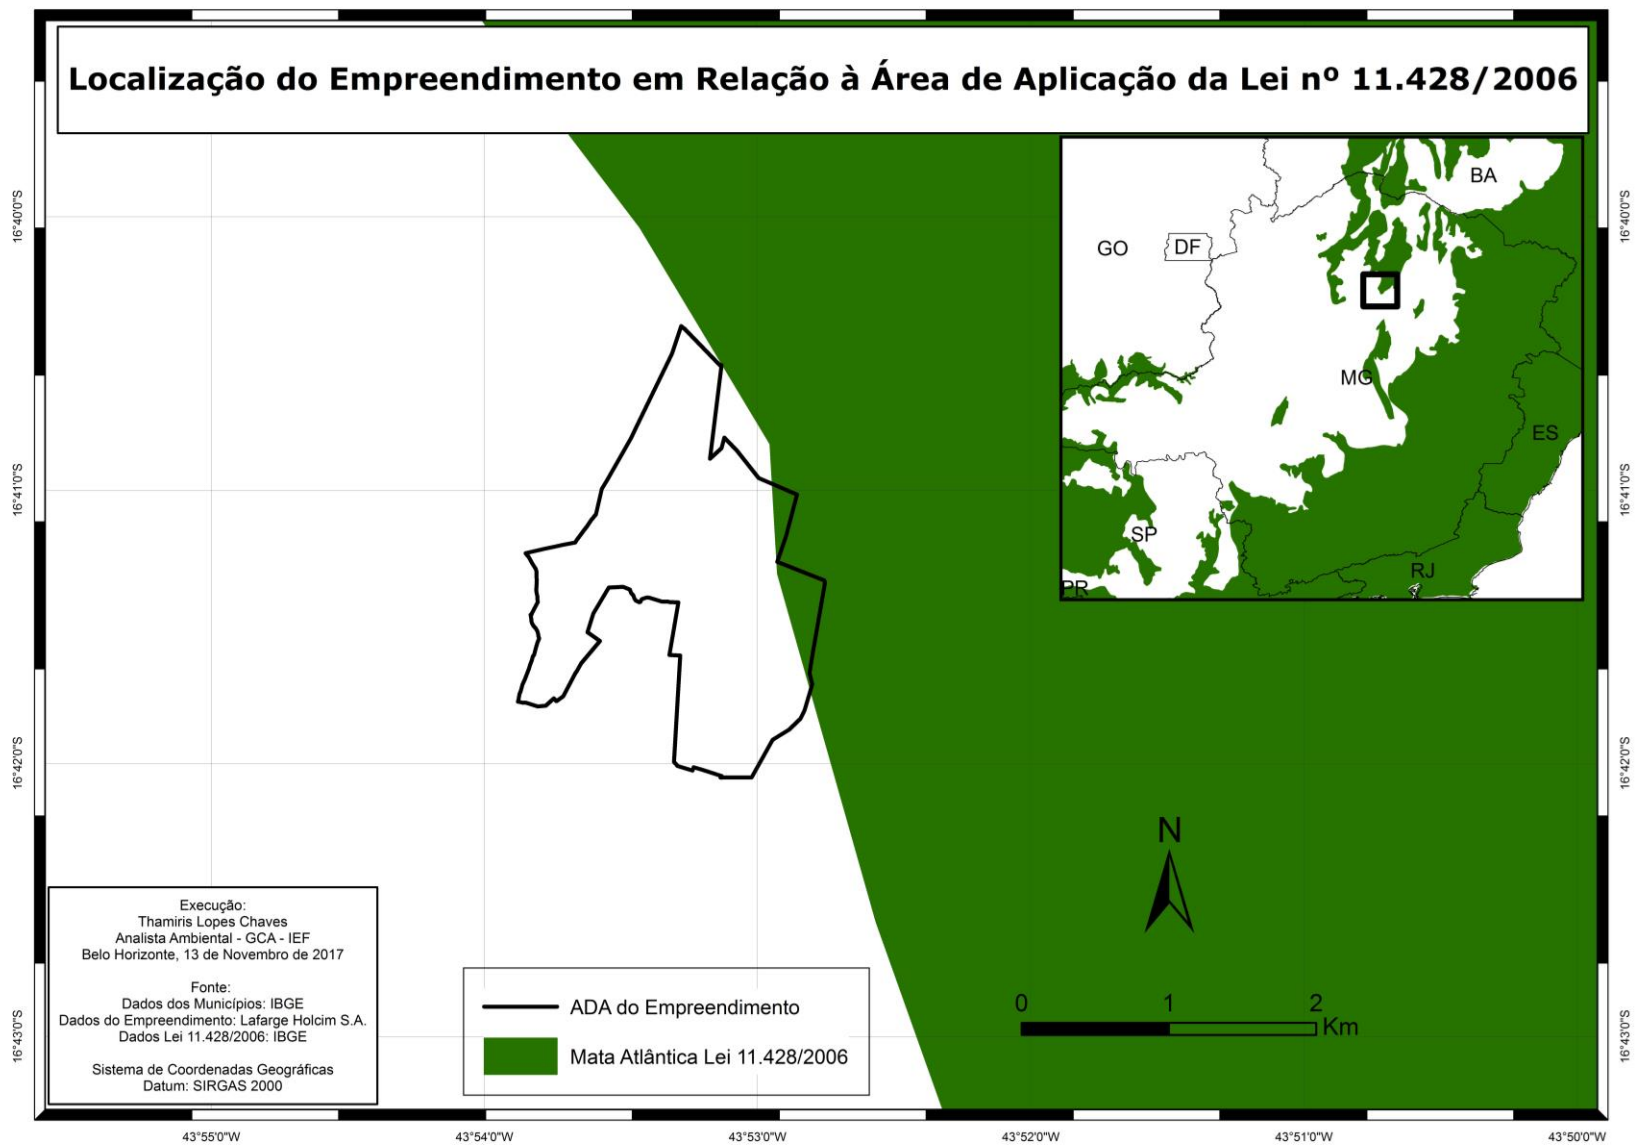 Localização do Empreendimento em Relação à Área de Aplicação da Lei nº 11.428/2006
BA
GO
DF
MG
ES
SP
RJ
PR
16°40'0"S
16°40'0"S
16°41'0"S
16°41'0"S
16°42'0"S
16°42'0"S
16°43'0"S
16°43'0"S
N
0 1 2
Km
Execução:
Thamiris Lopes Chaves
Analista Ambiental - GCA - IEF
Belo Horizonte, 13 de Novembro de 2017
Fonte:
Dados dos Municípios: IBGE
Dados do Empreendimento: Lafarge Holcim S.A.
Dados Lei 11.428/2006: IBGE
Sistema de Coordenadas Geográficas
Datum: SIRGAS 2000
ADA do Empreendimento
Mata Atlântica Lei 11.428/2006
43°55'0"W 43°54'0"W 43°53'0"W 43°52'0"W 43°51'0"W 43°50'0"W